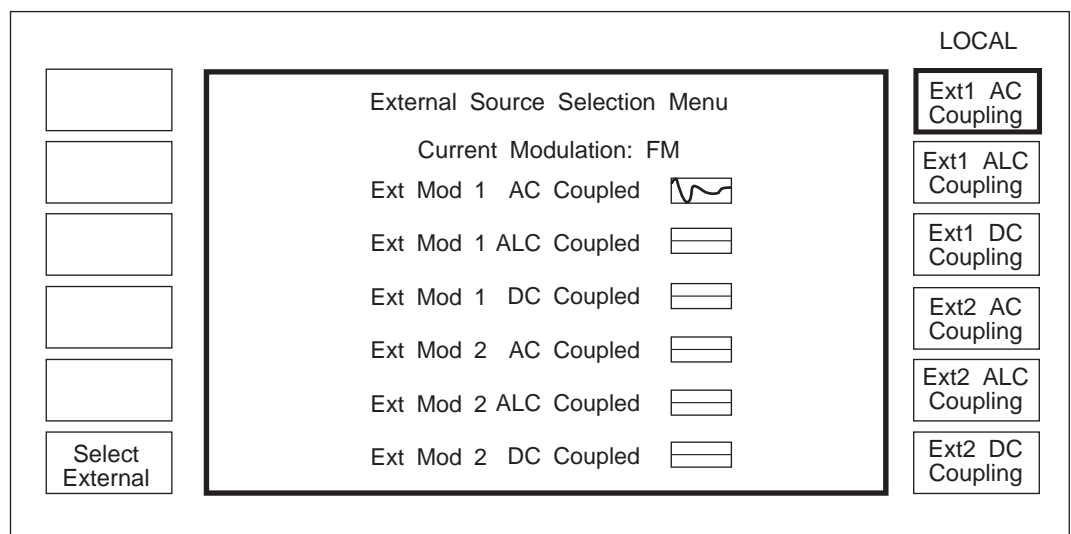 LOCAL
External Source Selection Menu
Current Modulation: FM
Ext Mod 1 AC Coupled
Ext Mod 1 ALC Coupled
Ext Mod 1 DC Coupled
Ext Mod 2 AC Coupled
Ext Mod 2 ALC Coupled
Ext Mod 2 DC Coupled
Select
External
Ext1 AC
Coupling
Ext1 ALC
Coupling
Ext1 DC
Coupling
Ext2 AC
Coupling
Ext2 ALC
Coupling
Ext2 DC
Coupling